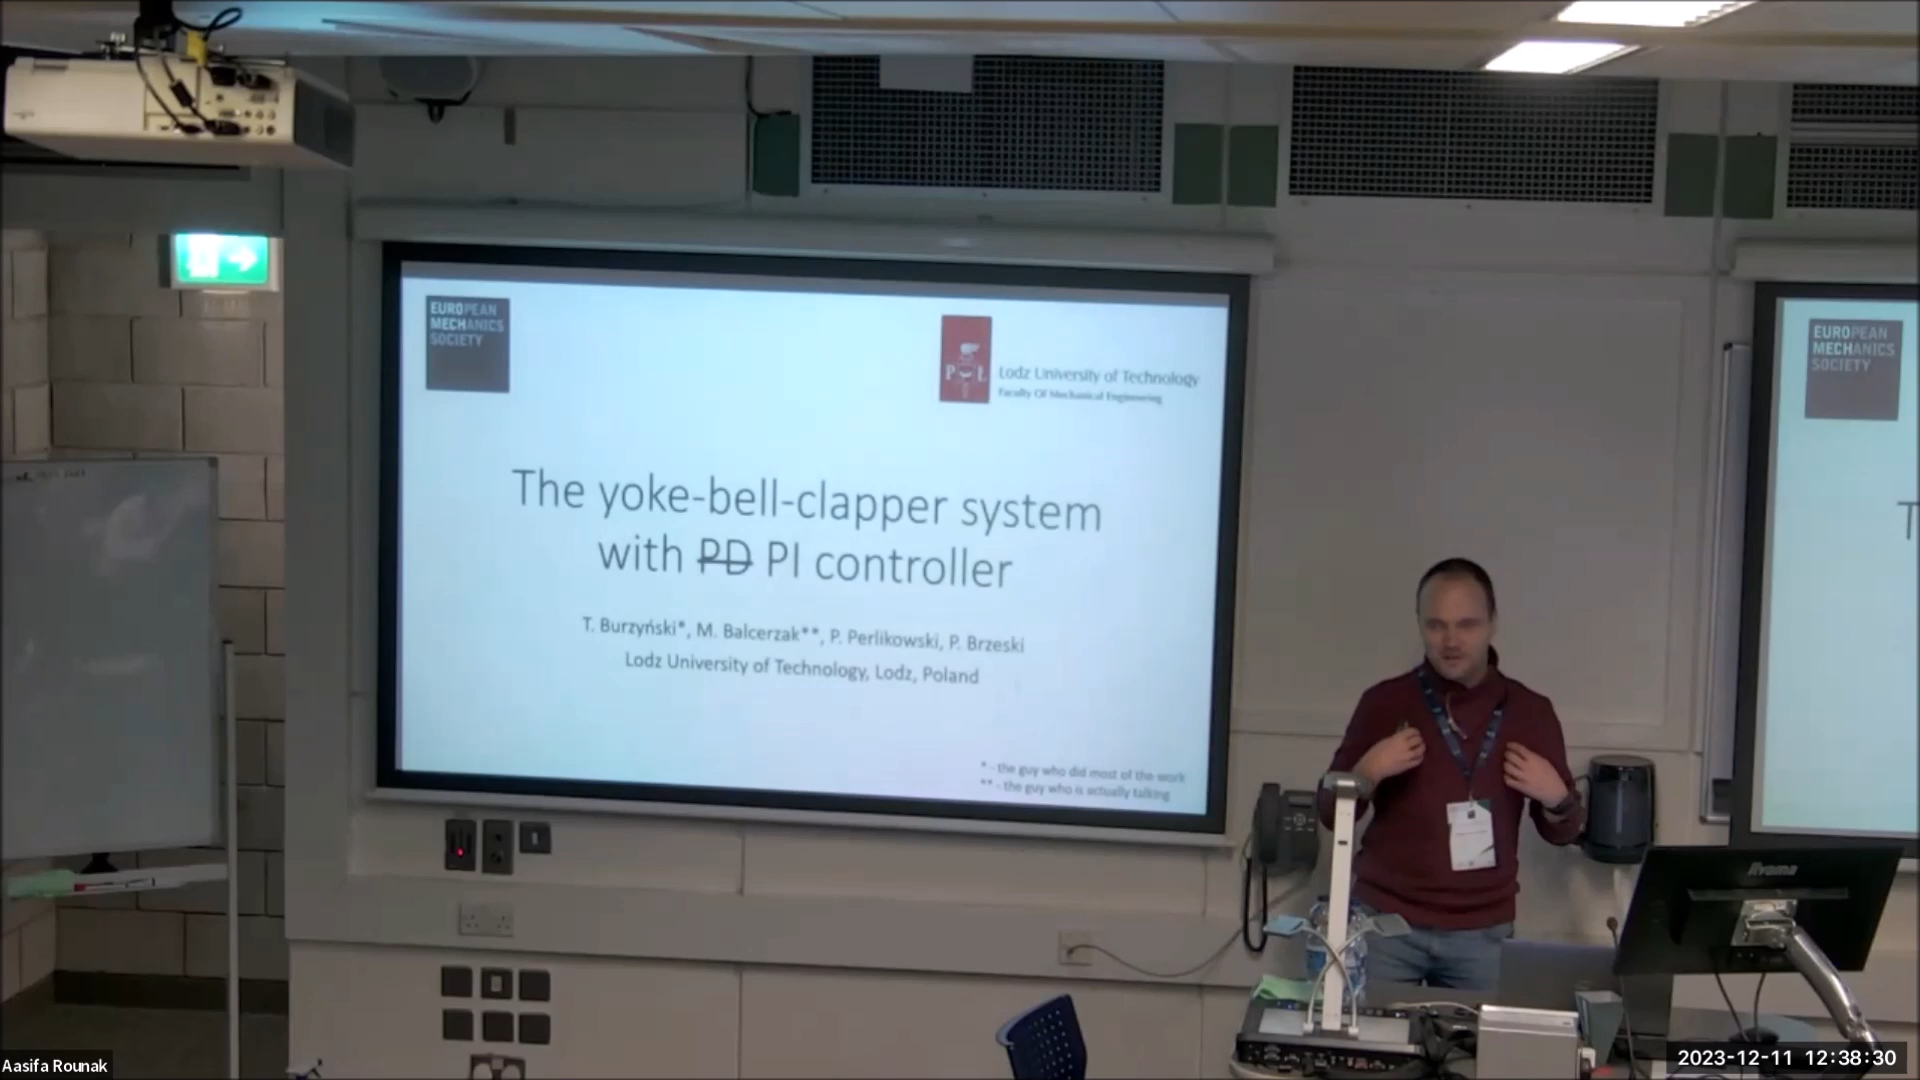 EUROPEAN
MECHANICS
SOCIETY
P Ł
Lodz University of Technology
Faculty Of Mechanical Engineering
The yoke-bell-clapper system
with PD PI controller
T. Burzyński*, M. Balcerzak**, P. Perlikowski, P. Brzeski
Lodz University of Technology, Lodz, Poland
* - the guy who did most of the work
** - the guy who is actually talking
EUROPEAN
MECHANICS
SOCIETY
T
iiyama
Aasifa Rounak
2023-12-11 12:38:30